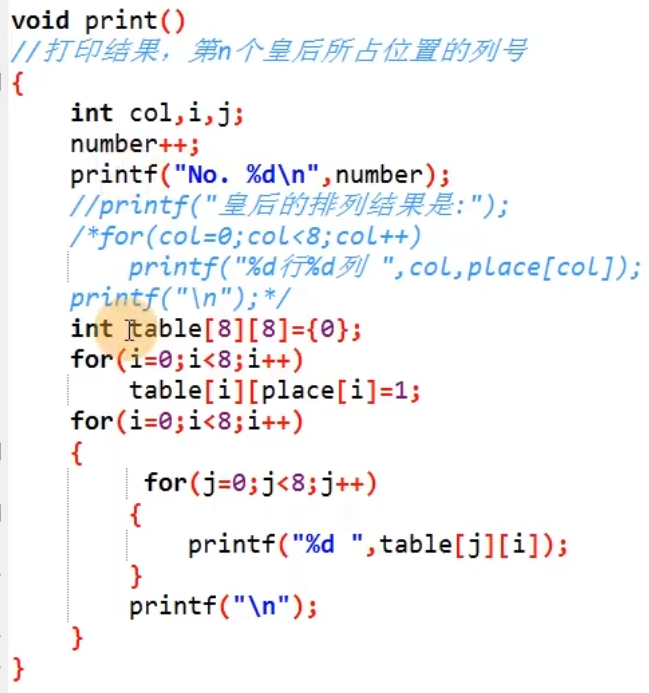 void print()
//打印结果，第n个皇后所占位置的列号
{
int col,i,j;
number++;
printf("No. %d\n",number);
//printf("皇后的排列结果是:");
/*for(col=0;col<8;col++)
printf("%d行%d列 ",col,place[col]);
printf("\n");*/
int table[8][8]={0};
for(i=0;i<8;i++)
table[i][place[i]=1;
for(i=0;i<8;i++)
{
for(j=0;j<8;j++)
{
printf("%d ",table[j][i]);
}
printf("\n");
}
}